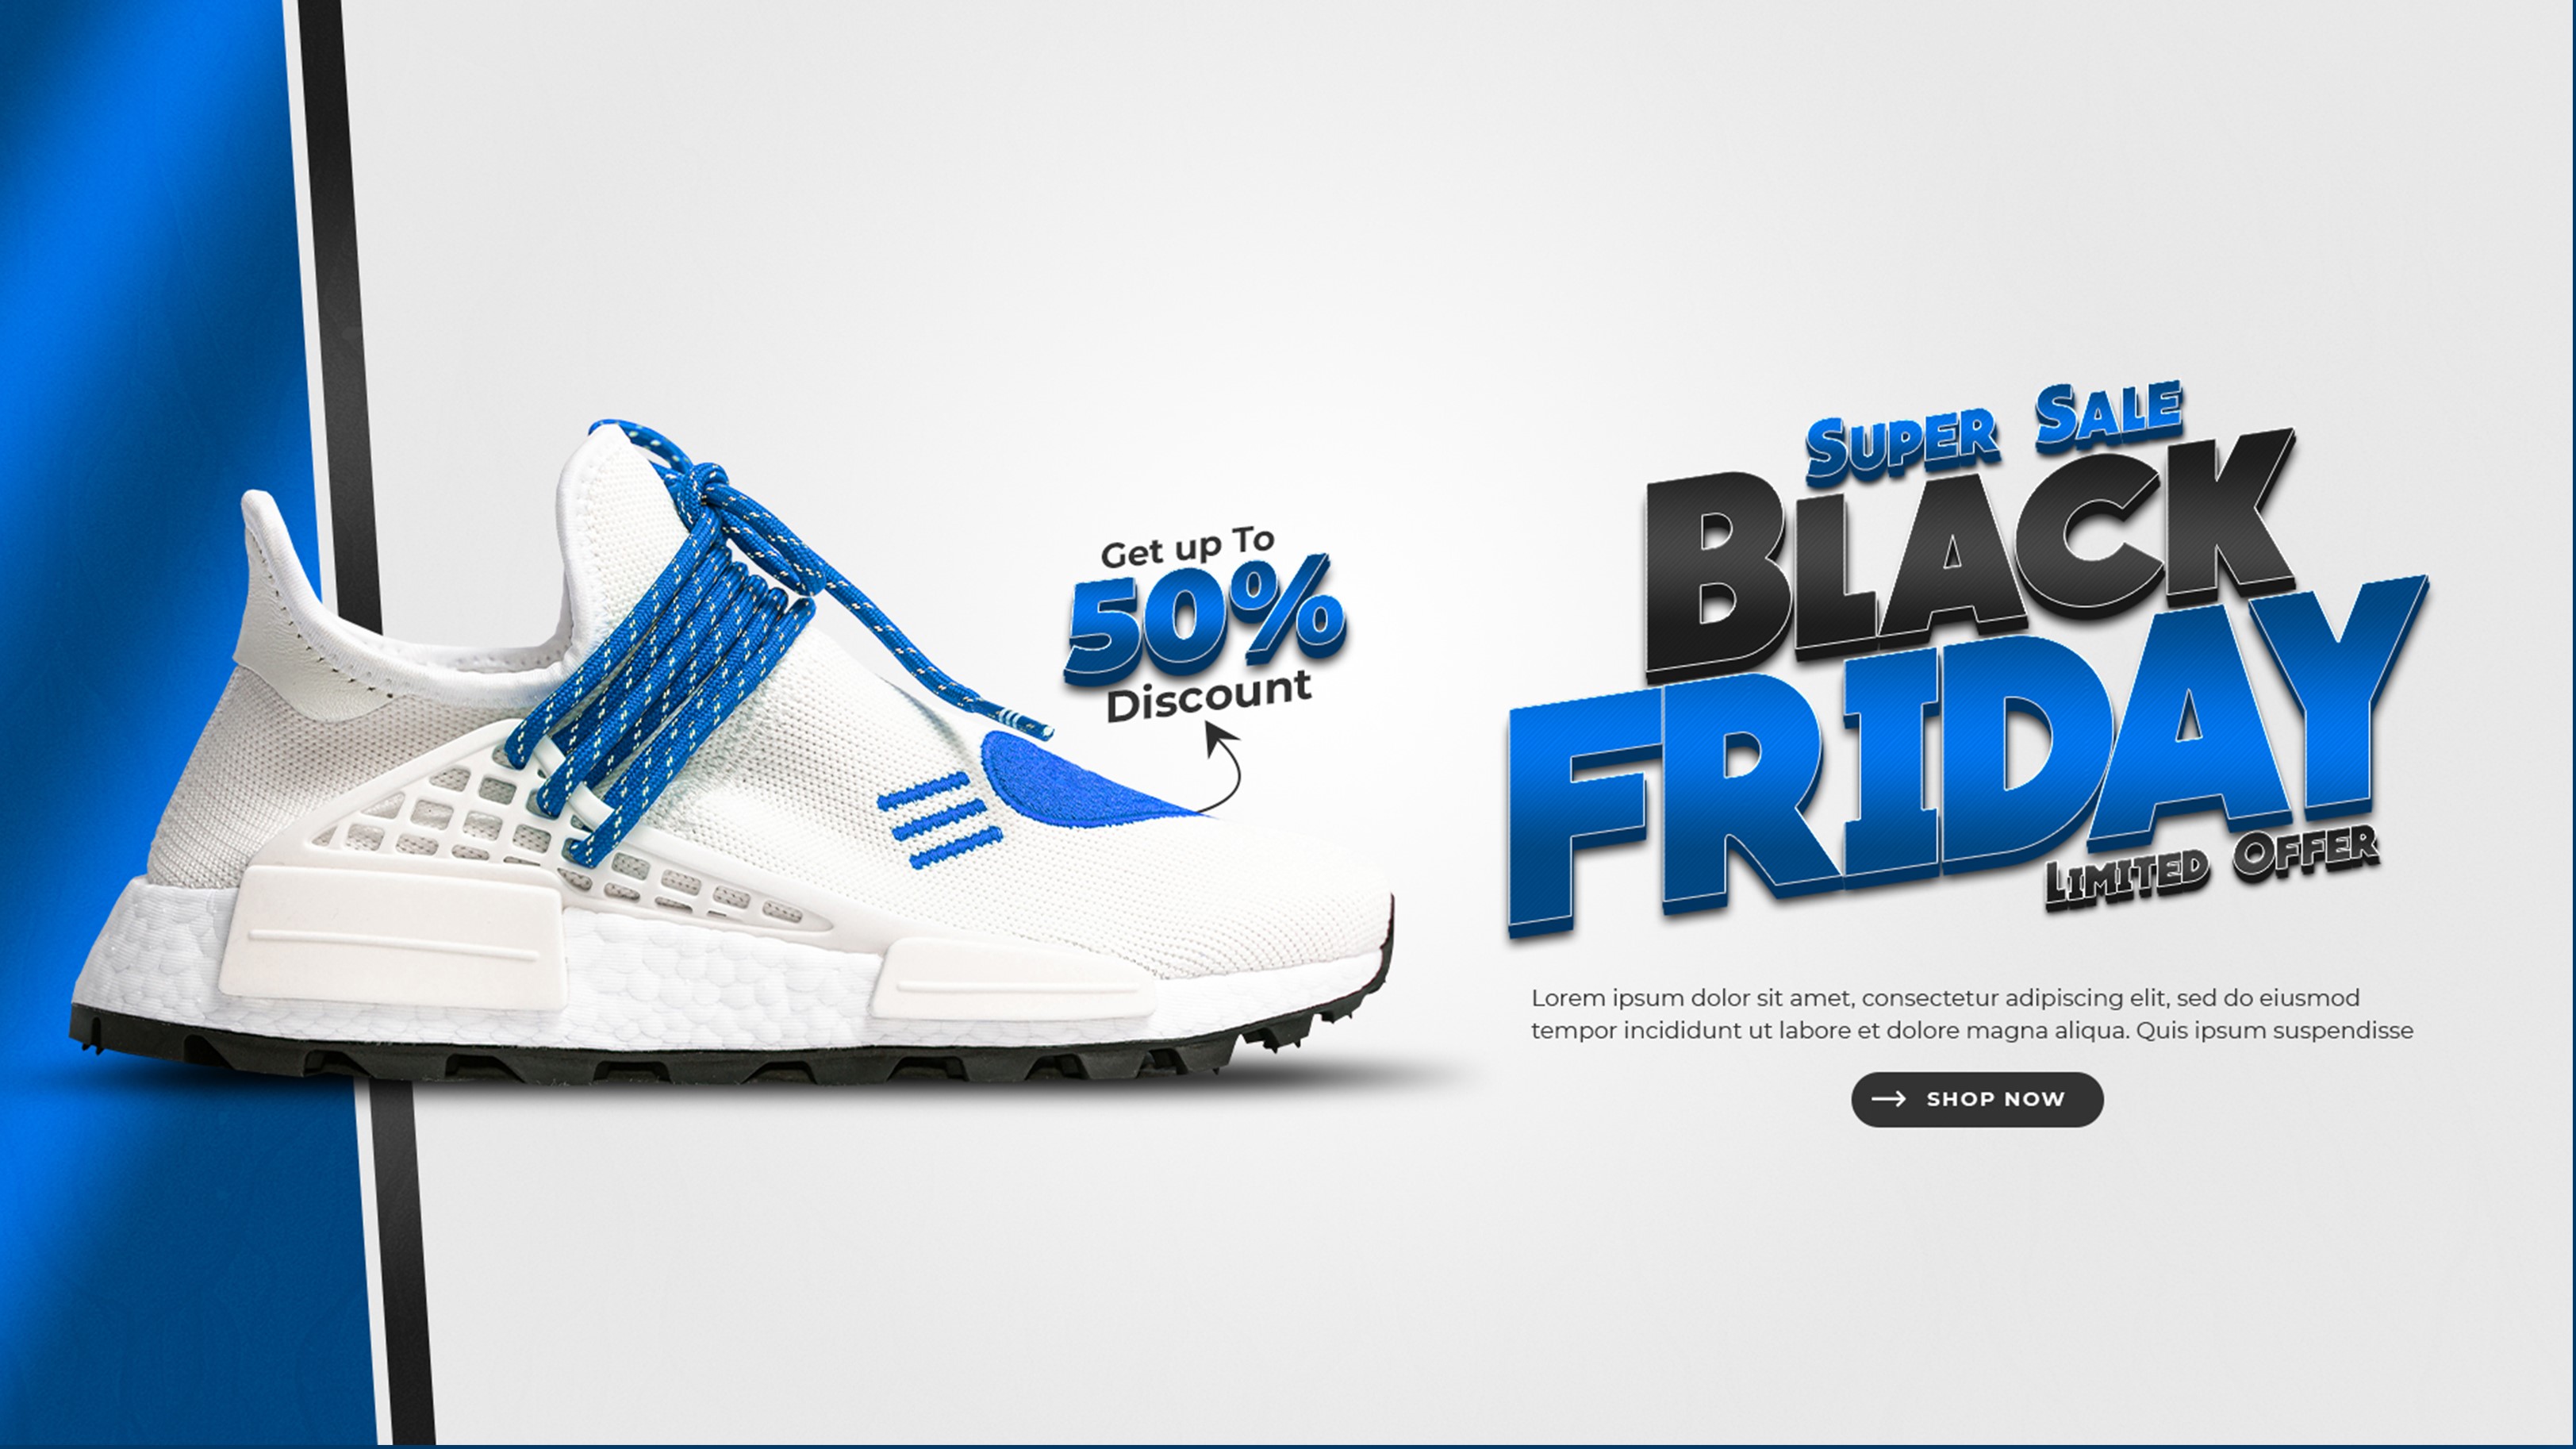 Get up To
50%
Discount
Super Sale
Black
Friday
Limited Offer
Lorem ipsum dolor sit amet, consectetur adipiscing elit, sed do eiusmod
tempor incididunt ut labore et dolore magna aliqua. Quis ipsum suspendisse
SHOP NOW